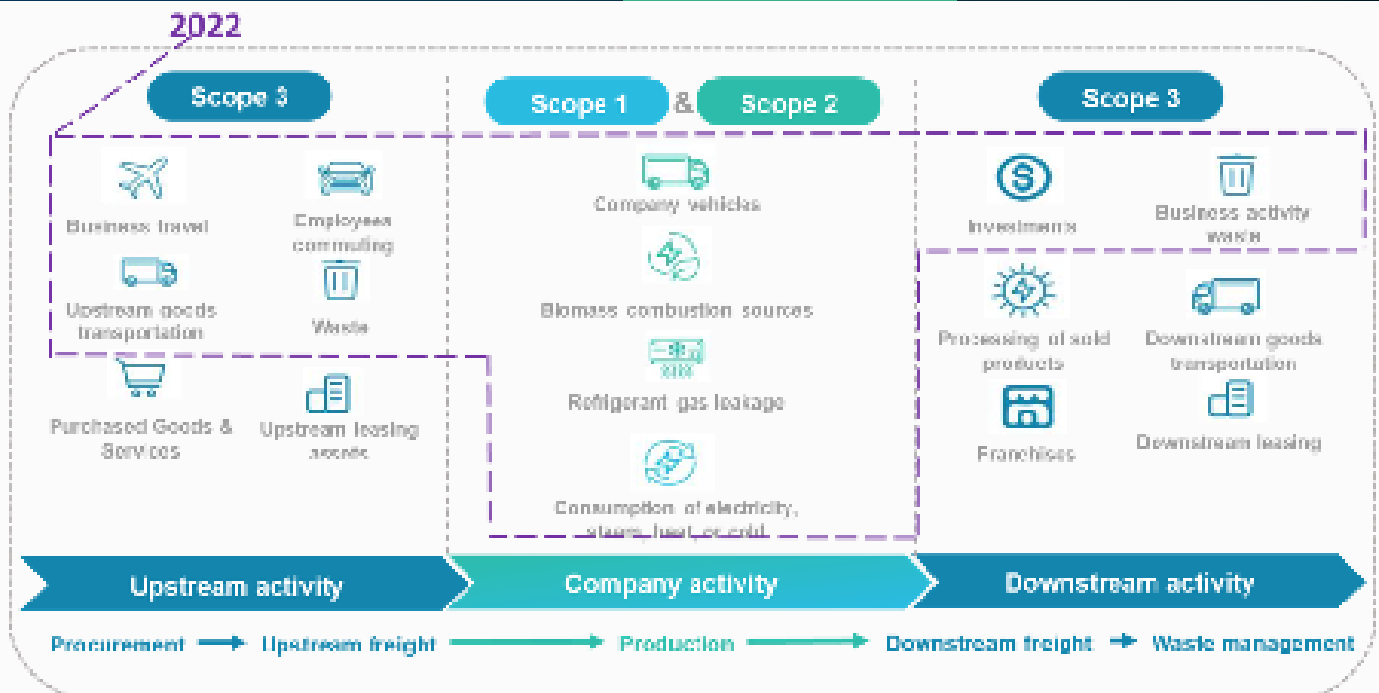 2022
Scope 3
Scope 1 & Scope 2
Scope 3
Business travel
Employees
commuting
Upstream goods
transportation
Waste
Purchased Goods &
Services
Upstream leasing
assets
Company vehicles
Biomass combustion sources
Refrigerant gas leakage
Consumption of electricity,
steam, heat, or cold
Investments
Business activity
waste
Processing of sold
products
Downstream goods
transportation
Franchises
Downstream leasing
Upstream activity
Company activity
Downstream activity
Procurement
Upstream freight
Production
Downstream freight
Waste management